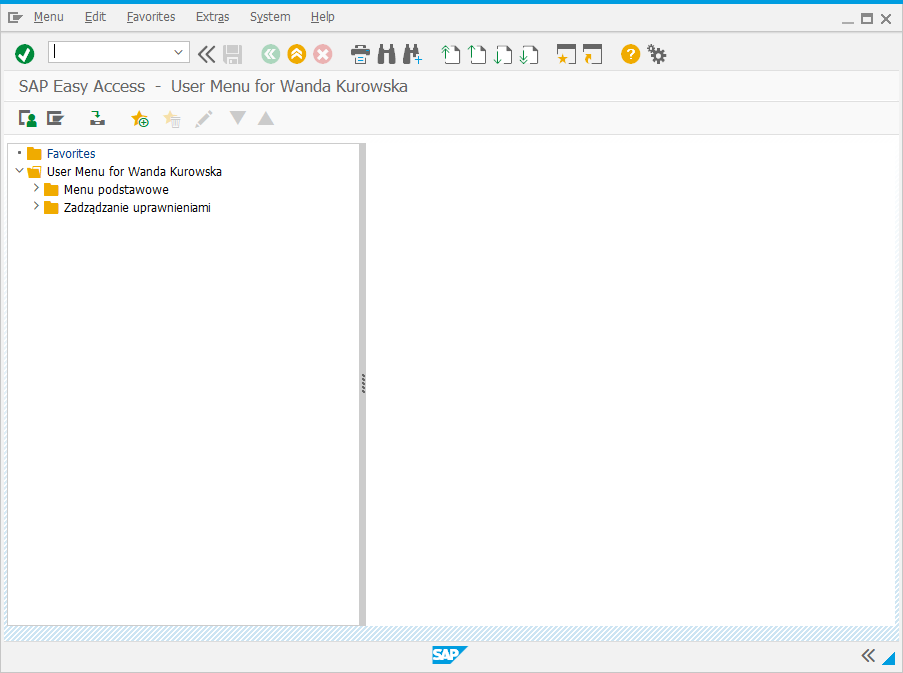 Menu Edit Favorites Extras System Help
SAP Easy Access - User Menu for Wanda Kurowska
Favorites
User Menu for Wanda Kurowska
Menu podstawowe
Zadządzanie uprawnieniami
SAP